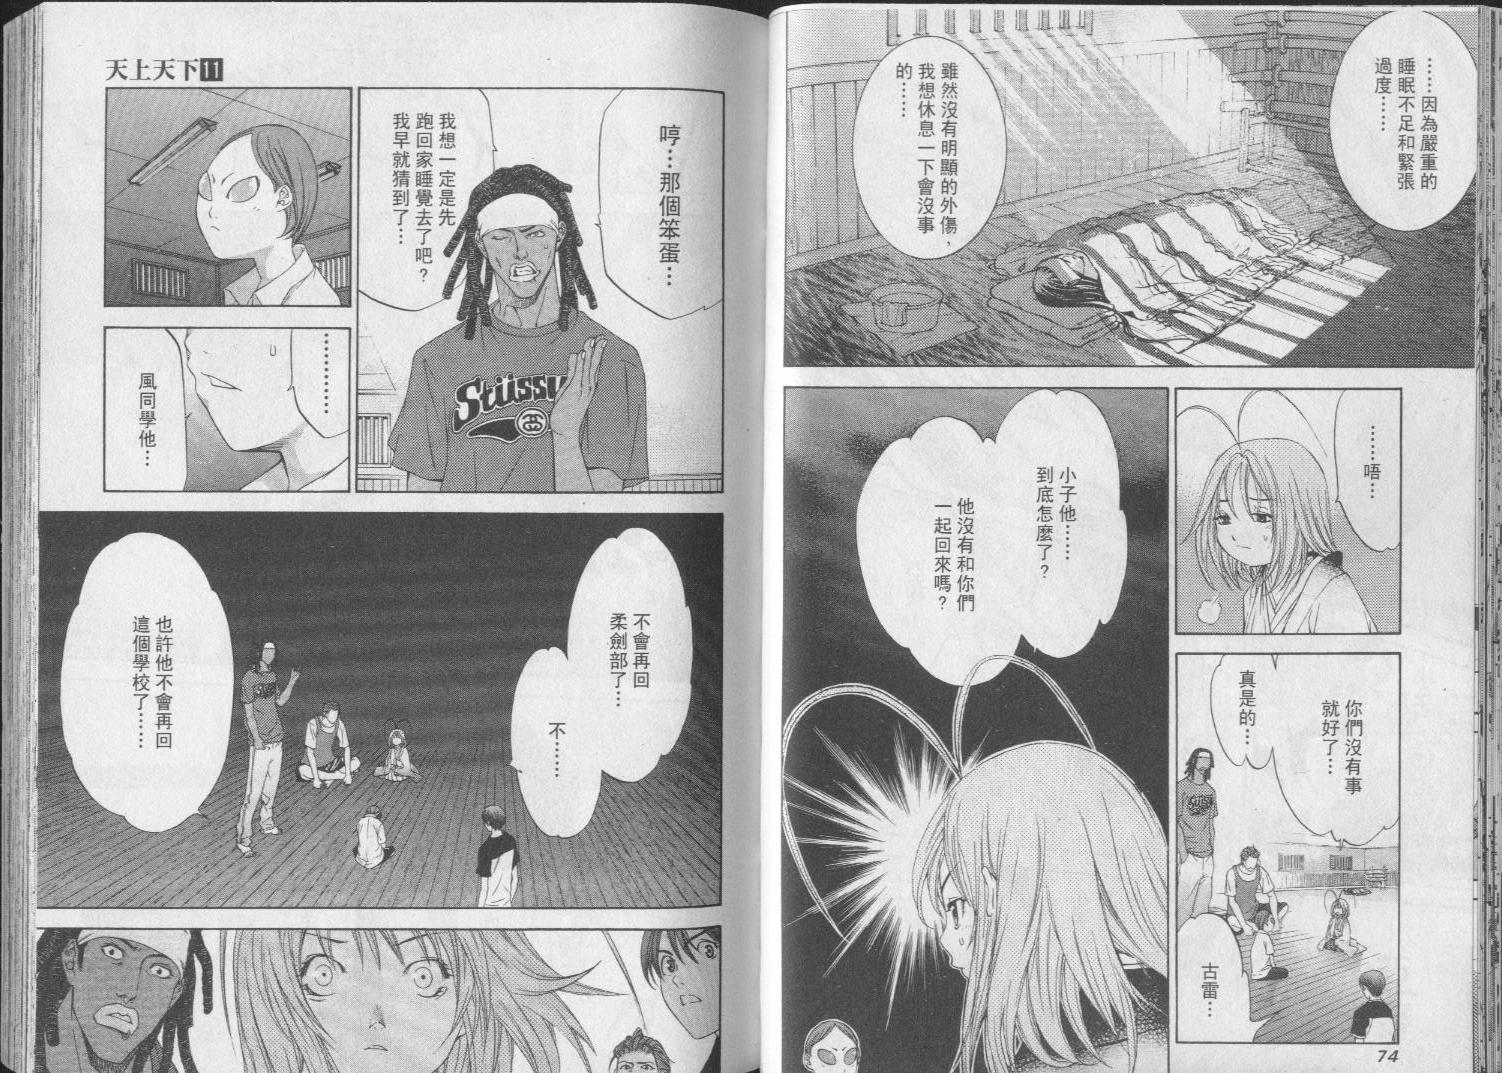 ……因為嚴重的
睡眠不足和緊張
過度……
雖然沒有明顯的外傷，
我想休息一下會沒事
的……
……唔…
你們沒有事
就好了…
真是的…
古雷…
小子他……
到底怎麼了？
他沒有和你們
一起回來嗎？
74
天上天下11
哼…那個笨蛋…
我想一定是先
跑回家睡覺去了吧？
我早就猜到了…
Stüssy
…………
風同學他…
不會再回
柔劍部了…
不……
也許他不會再回
這個學校了……